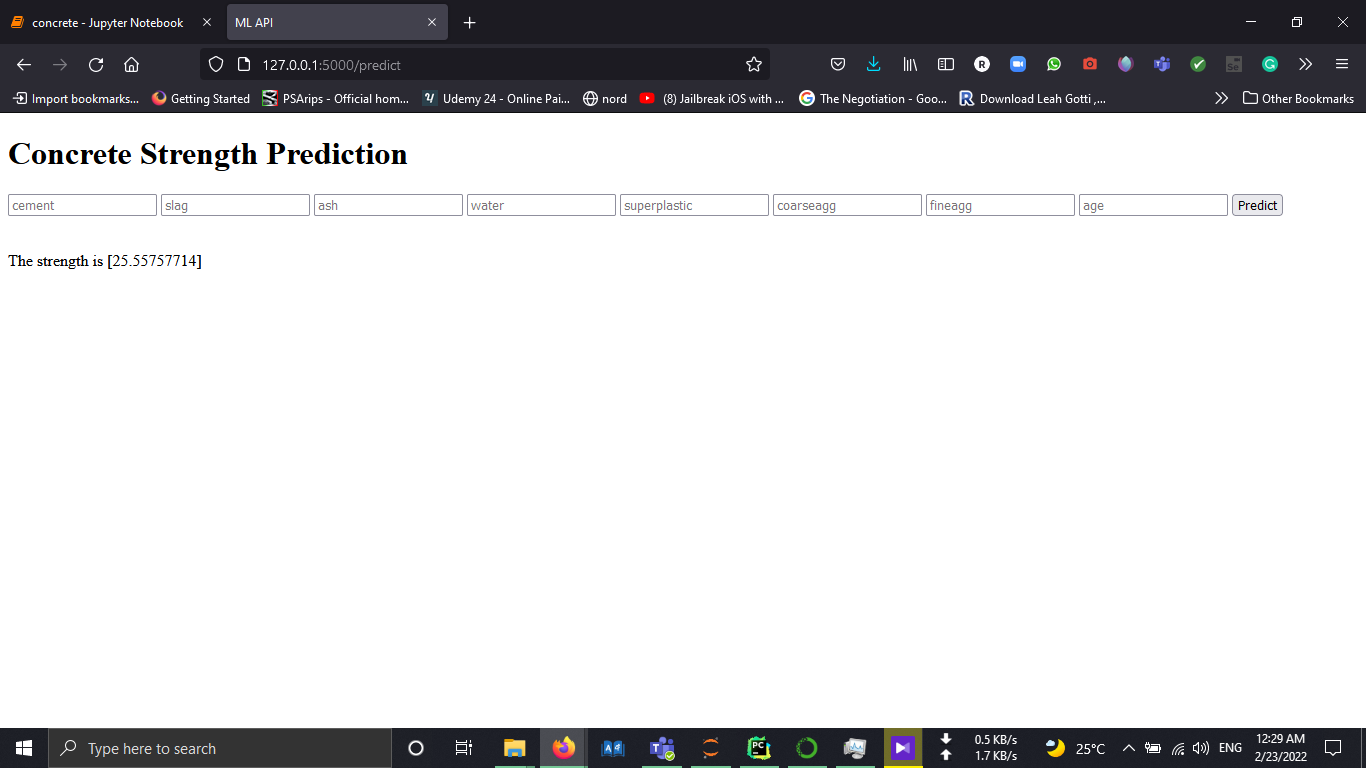 concrete - Jupyter Notebook
ML API
127.0.0.1:5000/predict
Import bookmarks...
Getting Started
PSArips - Official hom...
Udemy 24 - Online Pai...
nord
(8) Jailbreak iOS with ...
The Negotiation - Goo...
Download Leah Gotti ,...
Other Bookmarks
Concrete Strength Prediction
cement slag ash water superplastic coarseagg fineagg age Predict
The strength is [25.55757714]
Type here to search
0.5 KB/s
1.7 KB/s
25°C
ENG
12:29 AM
2/23/2022